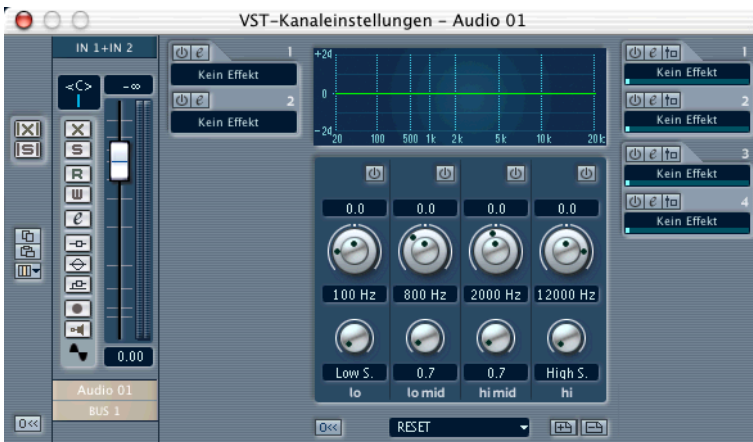 VST-Kanaleinstellungen – Audio 01
IN 1+IN 2
<C>
-∞
X
S
R
W
e
0.00
Audio 01
BUS 1
|X|
|S|
0<<
e 1
Kein Effekt
e 2
Kein Effekt
+24
0
-24
20 100 500 1k 2k 5k 10k 20k
0.0 0.0 0.0 0.0
100 Hz 800 Hz 2000 Hz 12000 Hz
Low S. 0.7 0.7 High S.
lo lo mid hi mid hi
0<< RESET
e 1
Kein Effekt
e 2
Kein Effekt
e 3
Kein Effekt
e 4
Kein Effekt